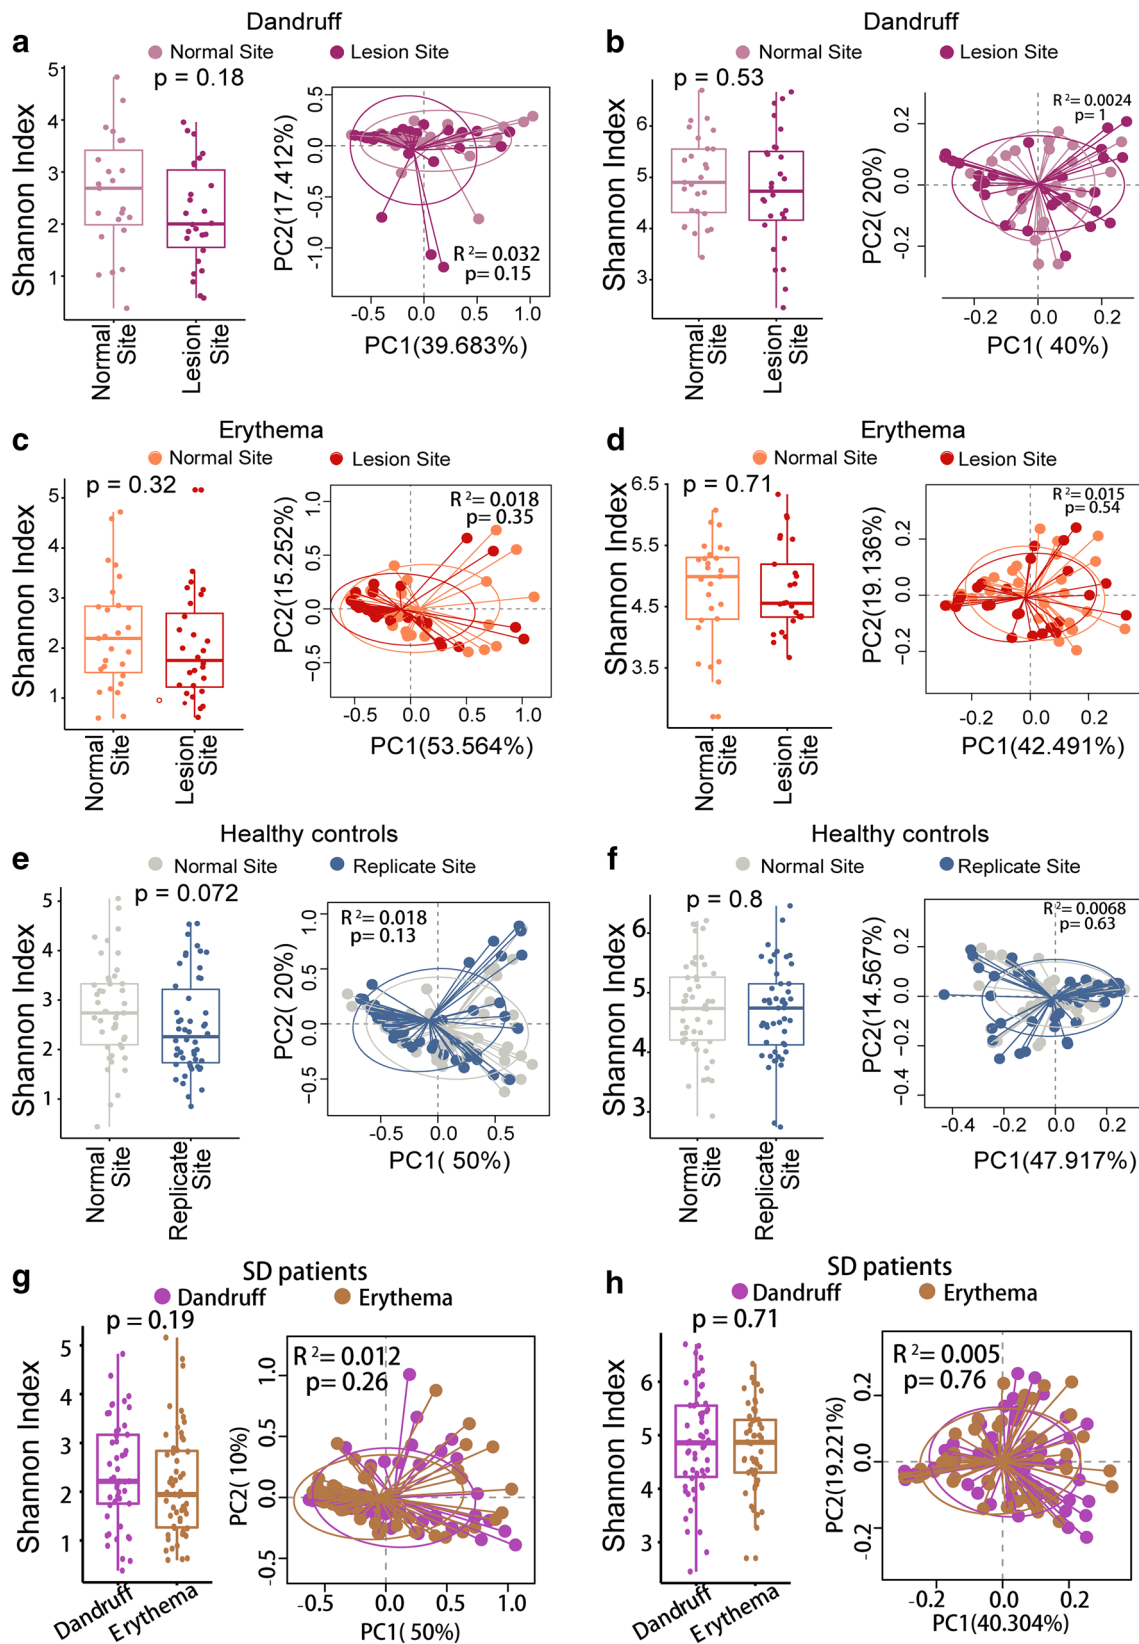 Dandruff
a
Normal Site
Lesion Site
p = 0.18
Shannon Index
5
4
3
2
1
Normal Site
Lesion Site
PC2(17.412%)
0.5
0.0
-0.5
-1.0
R²= 0.032
p= 0.15
-0.5 0.0 0.5 1.0
PC1(39.683%)
Dandruff
b
Normal Site
Lesion Site
p = 0.53
Shannon Index
6
5
4
3
Normal Site
Lesion Site
PC2( 20%)
0.2
0.0
-0.2
R²= 0.0024
p= 1
-0.2 0.0 0.2
PC1( 40%)
Erythema
c
Normal Site
Lesion Site
p = 0.32
Shannon Index
5
4
3
2
1
Normal Site
Lesion Site
PC2(15.252%)
1.0
0.5
0.0
-0.5
R²= 0.018
p= 0.35
-0.5 0.0 0.5 1.0
PC1(53.564%)
Erythema
d
Normal Site
Lesion Site
p = 0.71
Shannon Index
6.5
5.5
4.5
3.5
Normal Site
Lesion Site
PC2(19.136%)
0.2
0.0
-0.2
R²= 0.015
p= 0.54
-0.2 0.0 0.2
PC1(42.491%)
Healthy controls
e
Normal Site
Replicate Site
p = 0.072
Shannon Index
5
4
3
2
1
Normal Site
Replicate Site
PC2( 20%)
1.0
0.5
0.0
-0.5
R²= 0.018
p= 0.13
-0.5 0.0 0.5
PC1( 50%)
Healthy controls
f
Normal Site
Replicate Site
p = 0.8
Shannon Index
6
5
4
3
Normal Site
Replicate Site
PC2(14.567%)
0.2
0.0
-0.2
-0.4
R²= 0.0068
p= 0.63
-0.4 -0.2 0.0 0.2
PC1(47.917%)
SD patients
g
Dandruff
Erythema
p = 0.19
Shannon Index
5
4
3
2
1
Dandruff
Erythema
PC2( 10%)
1.0
0.5
0.0
-0.5
R²= 0.012
p= 0.26
-0.5 0.0 0.5 1.0
PC1( 50%)
SD patients
h
Dandruff
Erythema
p = 0.71
Shannon Index
6
5
4
3
Dandruff
Erythema
PC2(19.221%)
0.2
0.0
-0.2
R²= 0.005
p= 0.76
-0.2 0.0 0.2
PC1(40.304%)